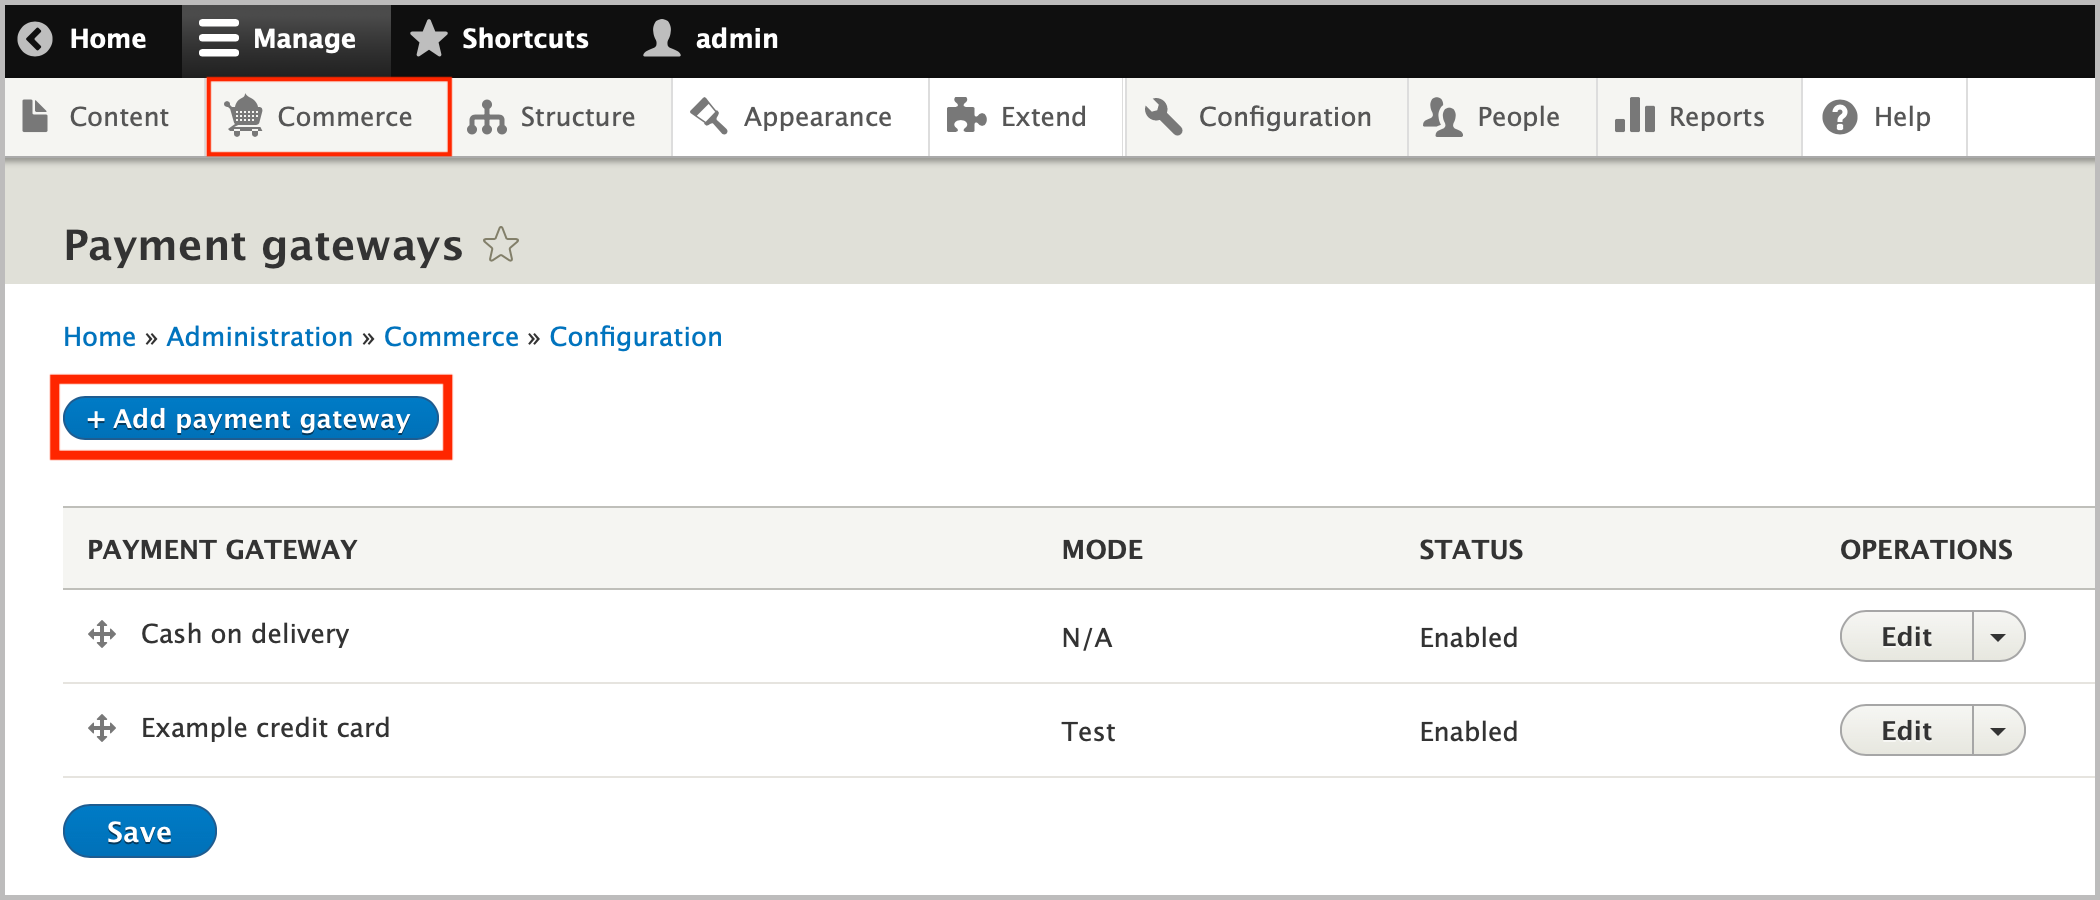 Home Manage Shortcuts admin
Content Commerce Structure Appearance Extend Configuration People Reports Help
Payment gateways
Home » Administration » Commerce » Configuration
+ Add payment gateway
PAYMENT GATEWAY MODE STATUS OPERATIONS
Cash on delivery N/A Enabled Edit
Example credit card Test Enabled Edit
Save